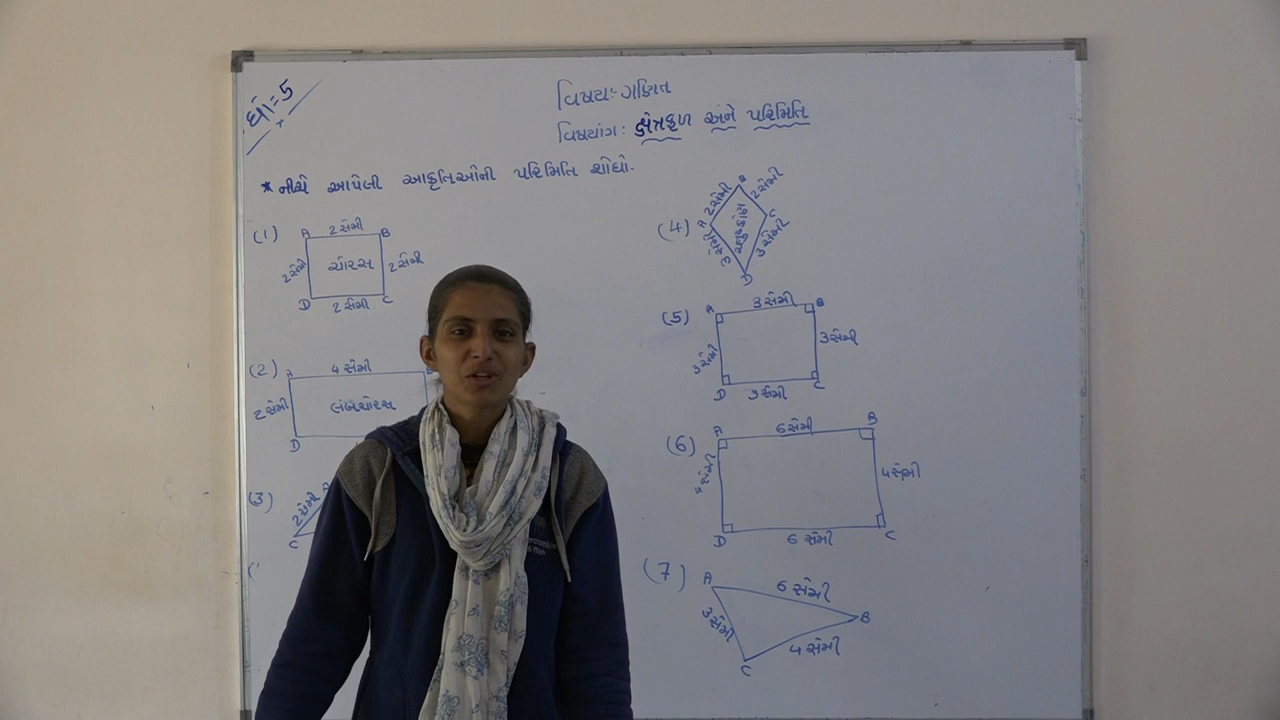 ધો=5
વિષય:- ગણિત
વિષયાંગ: ક્ષેત્રફળ અને પરિમિતિ
* નીચે આપેલી આકૃતિઓની પરિમિતિ શોધો.
(1)
A 2 સેમી B
2 સેમી ચોરસ 2 સેમી
D 2 સેમી C
(2)
A 4 સેમી
2 સેમી લંબચોરસ
D
(3)
2 સેમી
C
(4)
B
2 સેમી 2 સેમી
A C
3 સેમી 3 સેમી
D
(5)
A 3 સેમી B
3 સેમી 3 સેમી
D 3 સેમી C
(6)
A 6 સેમી B
4 સેમી 4 સેમી
D 6 સેમી C
(7)
A 6 સેમી B
3 સેમી 4 સેમી
C